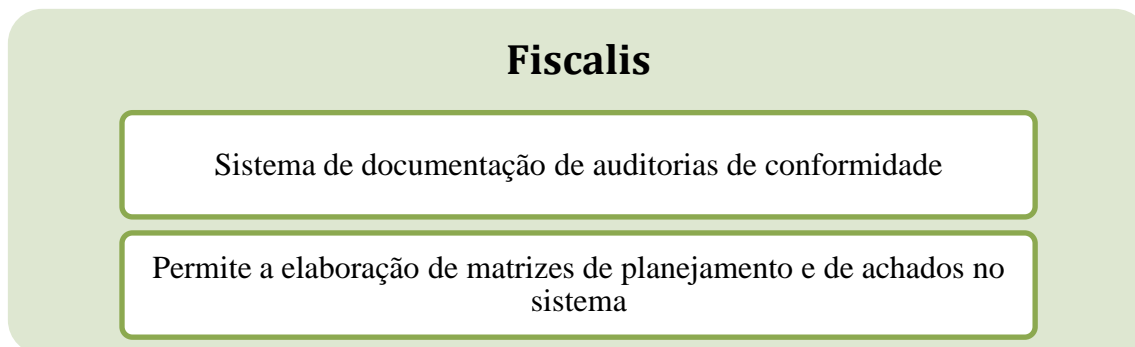 Fiscalis
Sistema de documentação de auditorias de conformidade
Permite a elaboração de matrizes de planejamento e de achados no
sistema